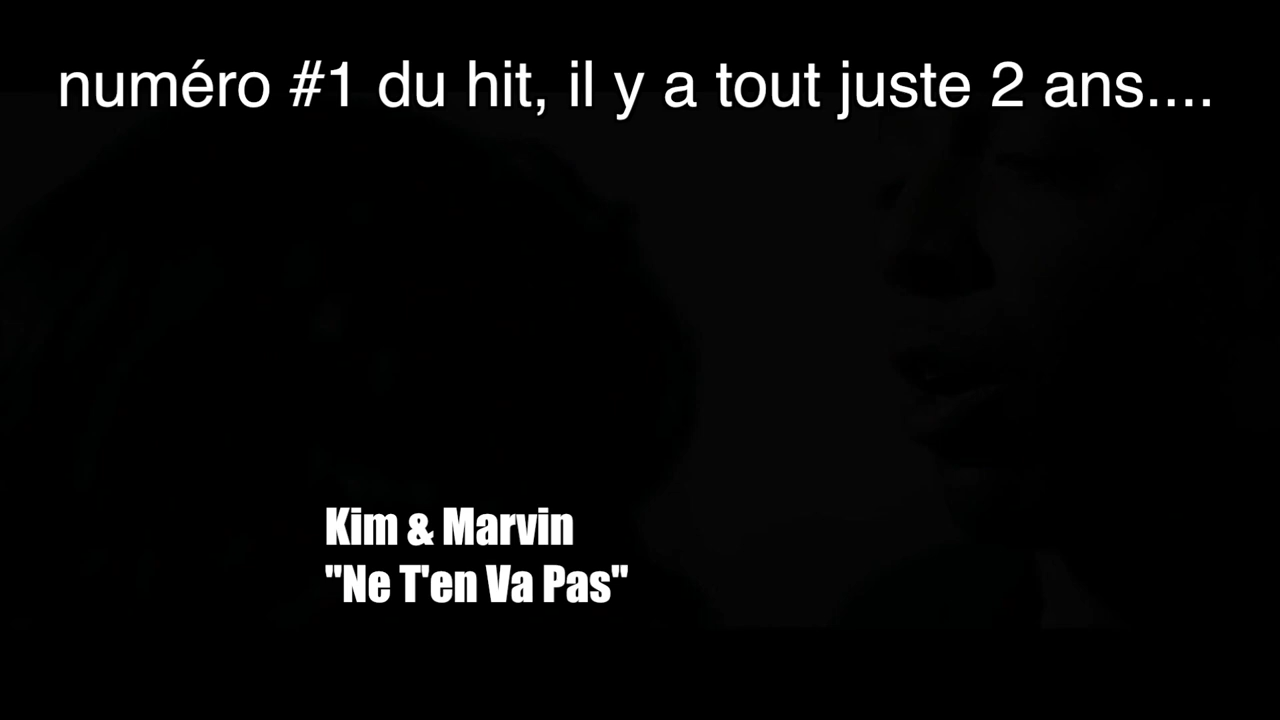 numéro #1 du hit, il y a tout juste 2 ans....
Kim & Marvin
"Ne T'en Va Pas"